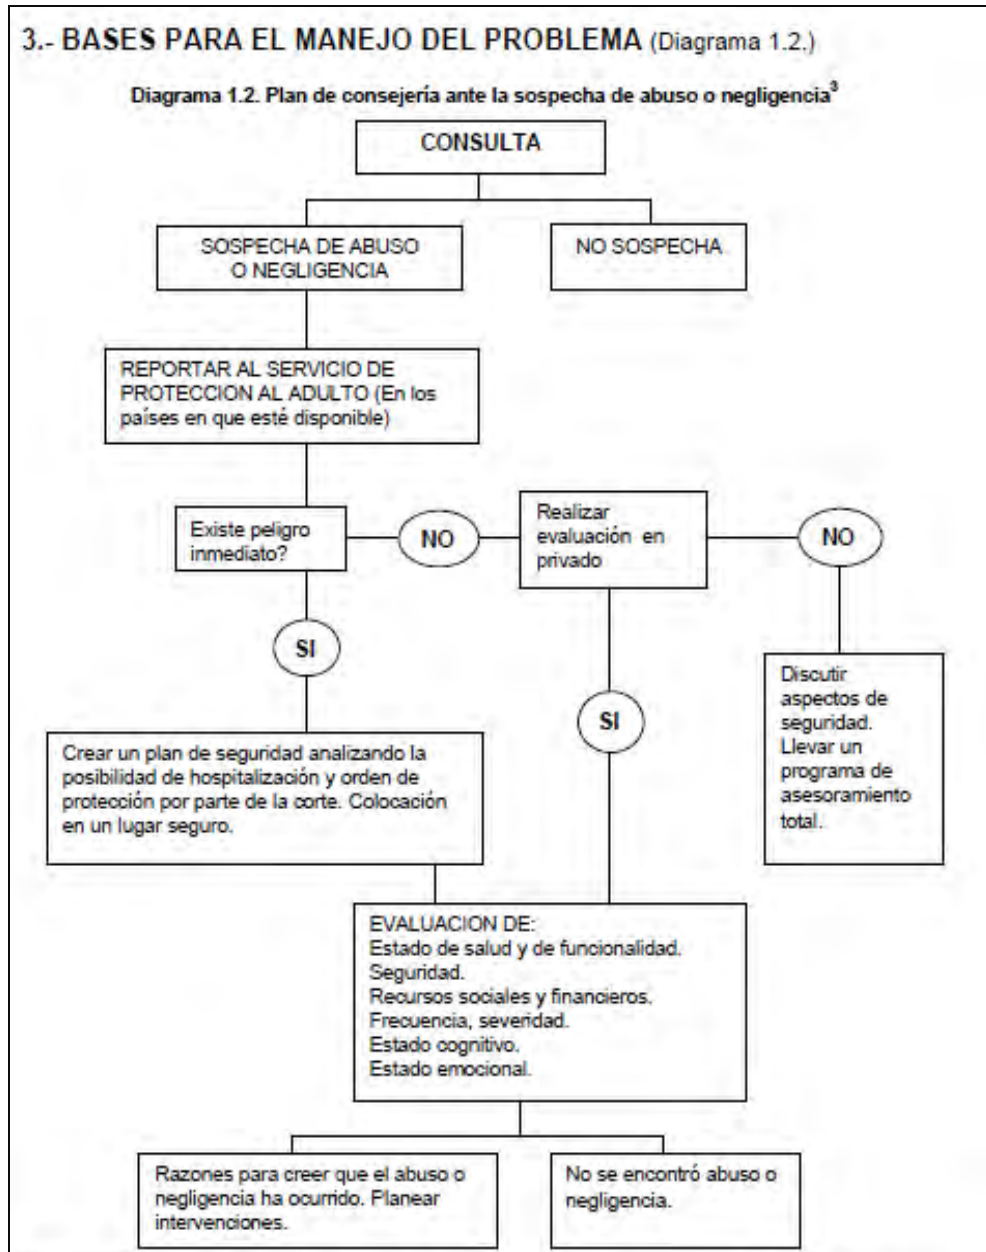 3.- BASES PARA EL MANEJO DEL PROBLEMA (Diagrama 1.2.)
Diagrama 1.2. Plan de consejería ante la sospecha de abuso o negligencia³
CONSULTA
SOSPECHA DE ABUSO
O NEGLIGENCIA
NO SOSPECHA
REPORTAR AL SERVICIO DE
PROTECCION AL ADULTO (En los
países en que esté disponible)
Existe peligro
inmediato?
NO
Realizar
evaluación en
privado
NO
SI
SI
Discutir
aspectos de
seguridad.
Llevar un
programa de
asesoramiento
total.
Crear un plan de seguridad analizando la
posibilidad de hospitalización y orden de
protección por parte de la corte. Colocación
en un lugar seguro.
EVALUACION DE:
Estado de salud y de funcionalidad.
Seguridad.
Recursos sociales y financieros.
Frecuencia, severidad.
Estado cognitivo.
Estado emocional.
Razones para creer que el abuso o
negligencia ha ocurrido. Planear
intervenciones.
No se encontró abuso o
negligencia.